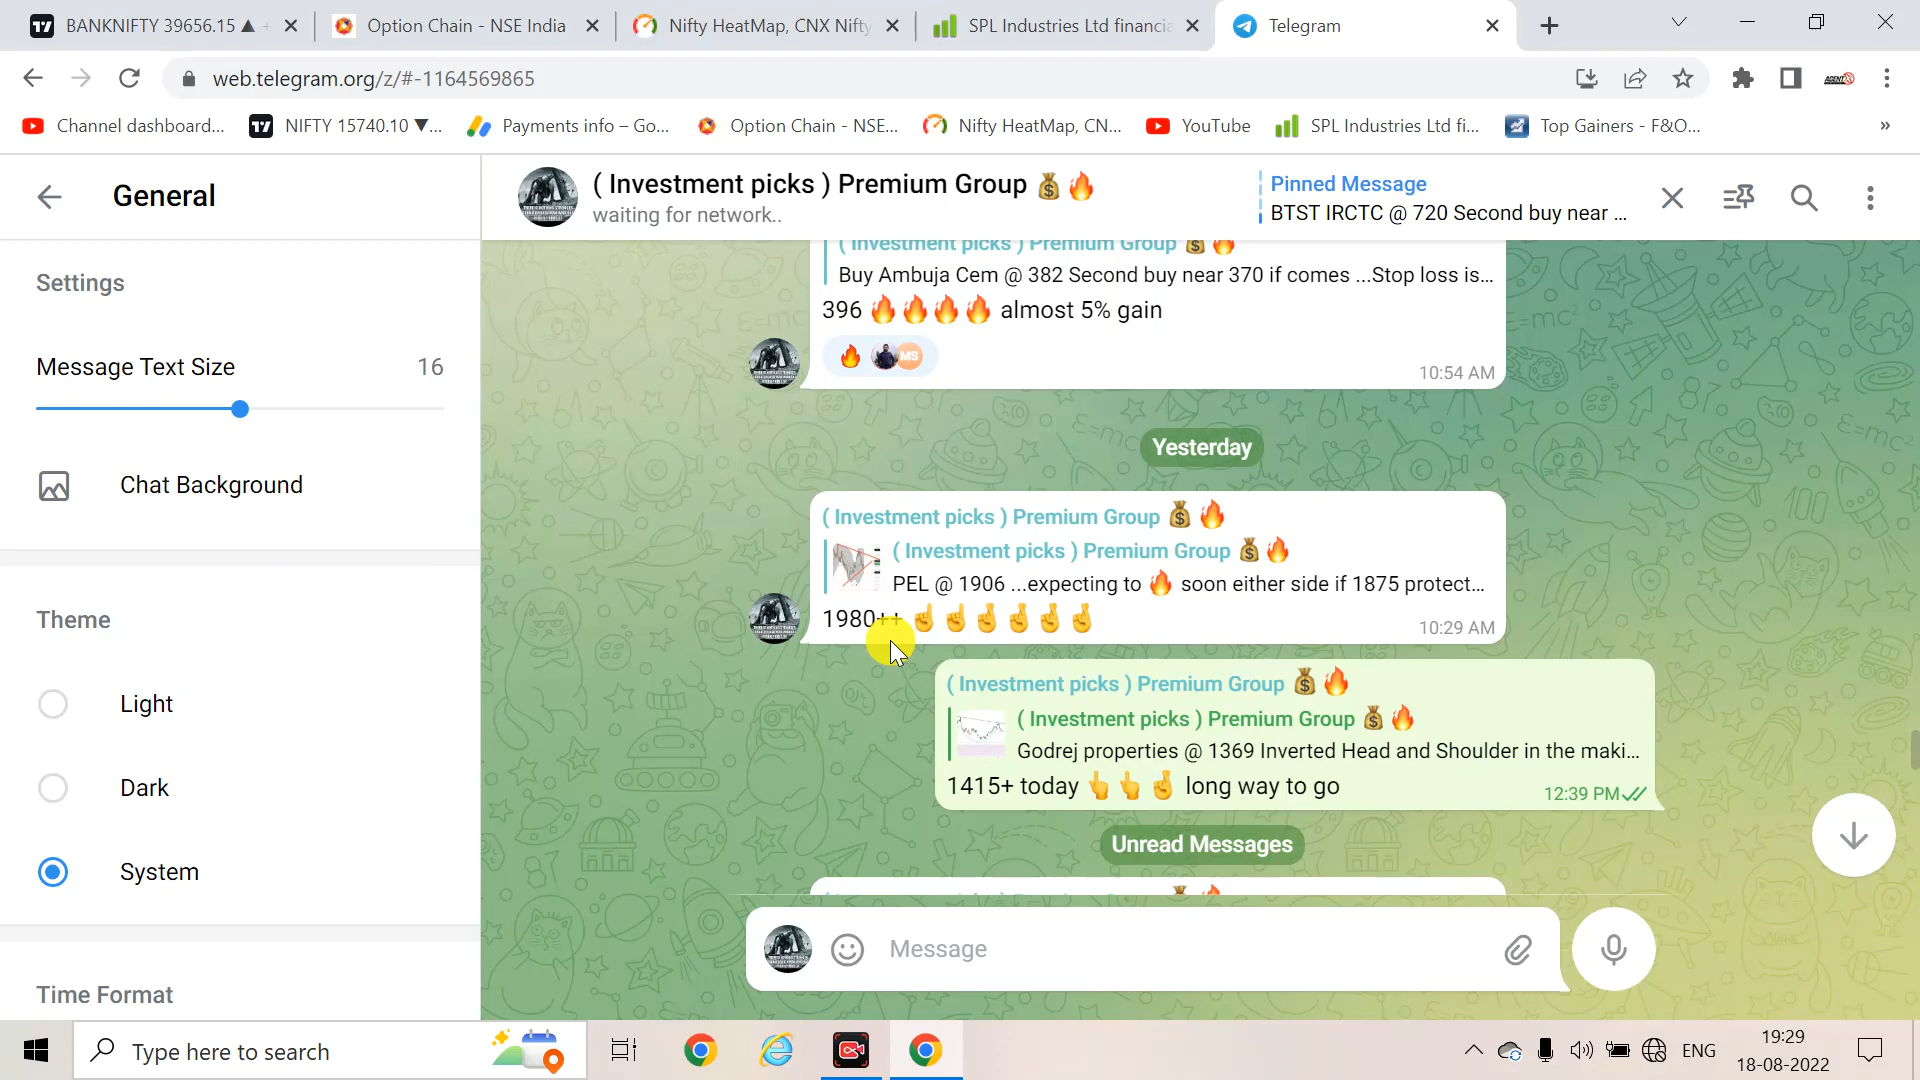 BANKNIFTY 39656.15 ▲ +
Option Chain - NSE India
Nifty HeatMap, CNX Nifty
SPL Industries Ltd financia
Telegram
web.telegram.org/z/#-1164569865
Channel dashboard...
NIFTY 15740.10 ▼...
Payments info – Go...
Option Chain - NSE...
Nifty HeatMap, CN...
YouTube
SPL Industries Ltd fi...
Top Gainers - F&O...
»
General
( Investment picks ) Premium Group 💰🔥
waiting for network..
Pinned Message
BTST IRCTC @ 720 Second buy near ...
Settings
Message Text Size 16
Chat Background
Theme
Light
Dark
System
Time Format
( Investment picks ) Premium Group 💰🔥
Buy Ambuja Cem @ 382 Second buy near 370 if comes ...Stop loss is...
396 🔥🔥🔥🔥 almost 5% gain
MS
10:54 AM
Yesterday
( Investment picks ) Premium Group 💰🔥
( Investment picks ) Premium Group 💰🔥
PEL @ 1906 ...expecting to 🔥 soon either side if 1875 protect...
1980++ ☝☝🤞🤞🤞🤞
10:29 AM
( Investment picks ) Premium Group 💰🔥
( Investment picks ) Premium Group 💰🔥
Godrej properties @ 1369 Inverted Head and Shoulder in the maki...
1415+ today 👆👆🤞 long way to go
12:39 PM
Unread Messages
Message
Type here to search
ENG
19:29
18-08-2022